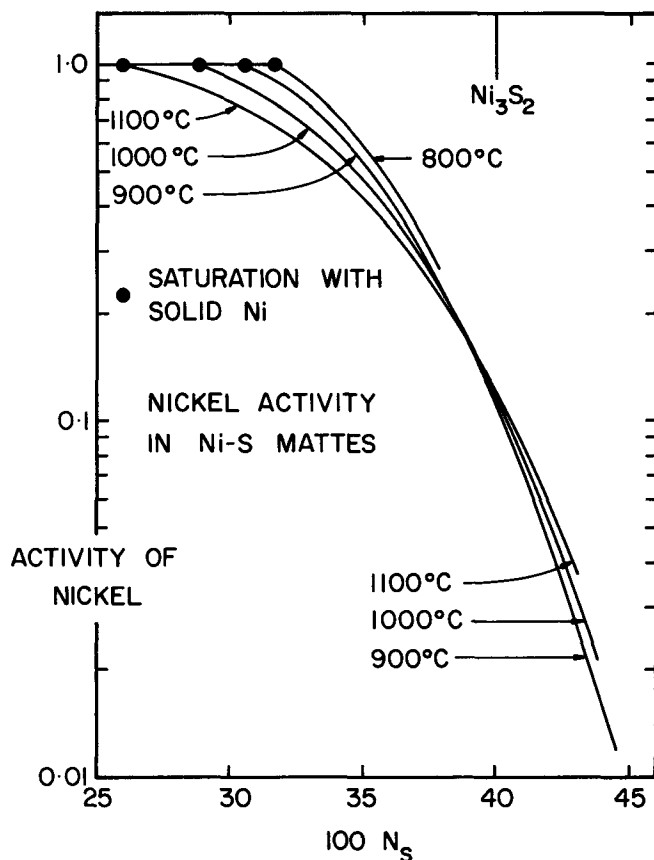 1·0
Ni₃S₂
1100°C
1000°C
900°C
800°C
SATURATION WITH
SOLID Ni
NICKEL ACTIVITY
IN Ni-S MATTES
0·1
ACTIVITY OF
NICKEL
1100°C
1000°C
900°C
0·01
25 30 35 40 45
100 Nₛ